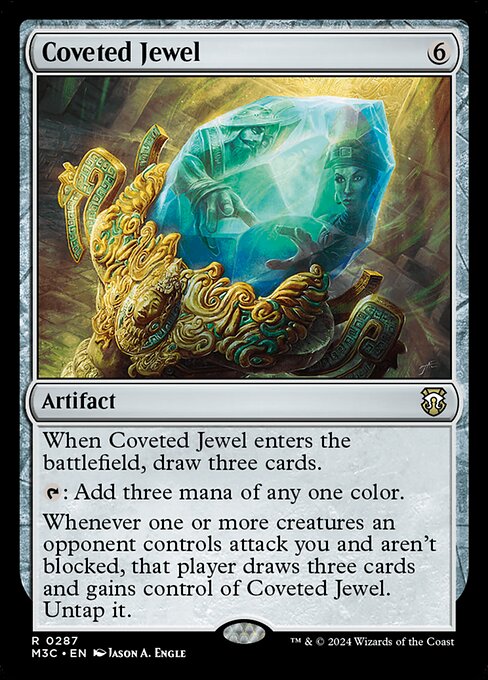 Coveted Jewel 6
Artifact
When Coveted Jewel enters the
battlefield, draw three cards.
: Add three mana of any one color.
Whenever one or more creatures an
opponent controls attack you and aren't
blocked, that player draws three cards
and gains control of Coveted Jewel.
Untap it.
R 0287
M3C • EN Jason A. Engle
™ & © 2024 Wizards of the Coast